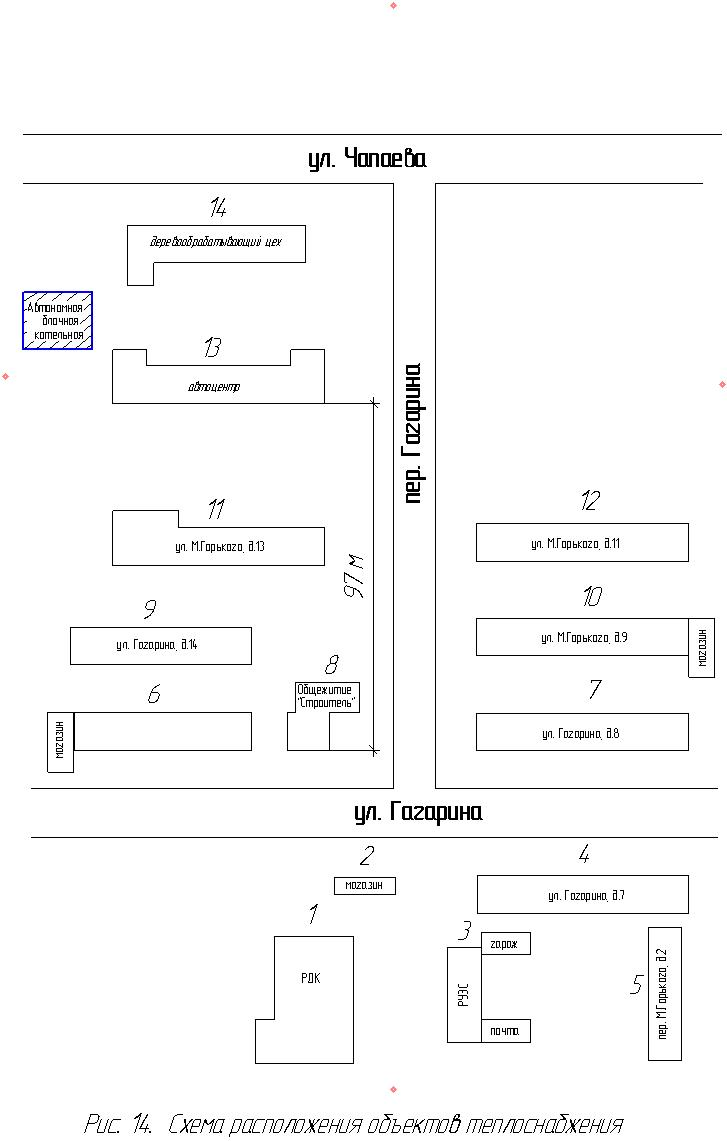 ул. Чапаева
14
деревообрабатывающий цех
Автономная
блочная
котельная
13
автоцентр
пер. Гагарина
11
ул. М.Горького, д.13
97 м
12
ул. М.Горького, д.11
9
ул. Гагарина, д.14
10
ул. М.Горького, д.9
магазин
8
Общежитие
"Строитель"
6
магазин
7
ул. Гагарина, д.8
ул. Гагарина
2
магазин
4
ул. Гагарина, д.7
1
РДК
3
гараж
РУЭС
почта
5
пер. М.Горького, д.2
Рис. 14. Схема расположения объектов теплоснабжения